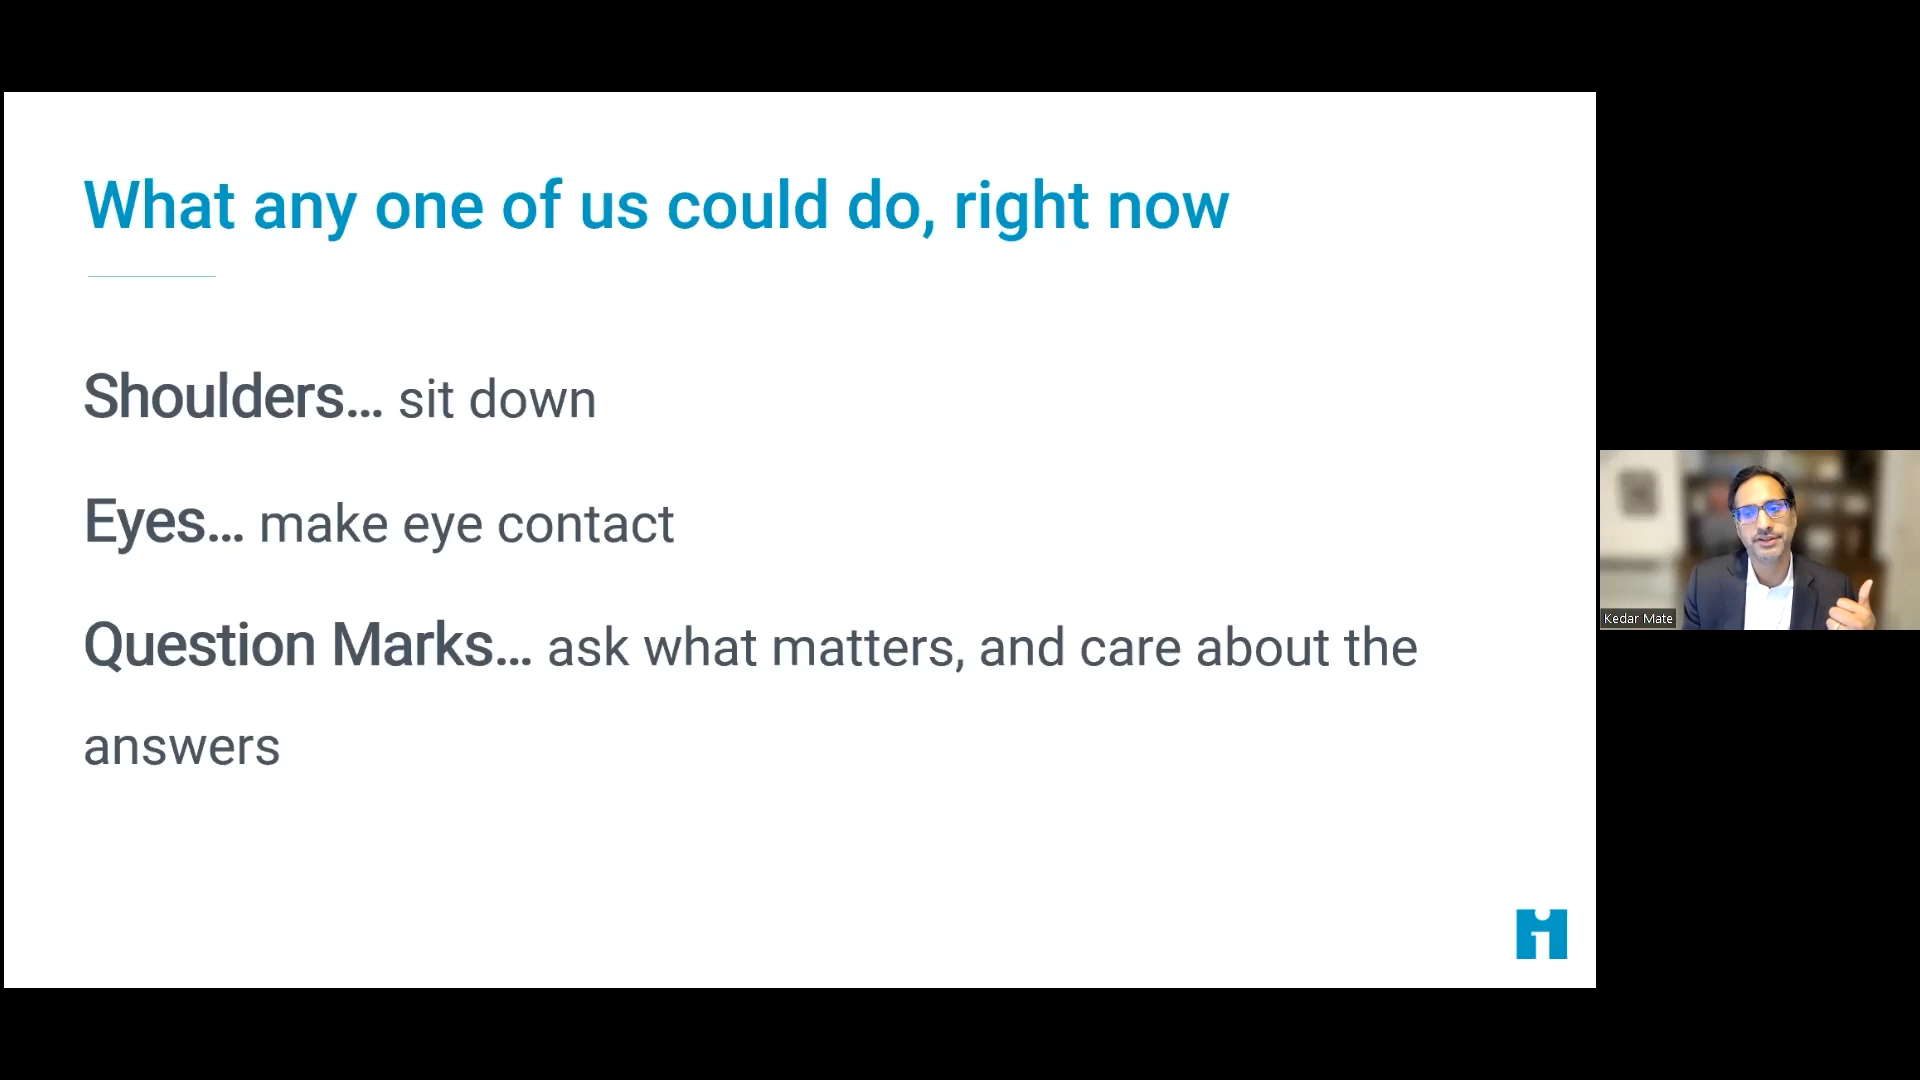 What any one of us could do, right now
Shoulders... sit down
Eyes... make eye contact
Question Marks... ask what matters, and care about the
answers
Kedar Mate